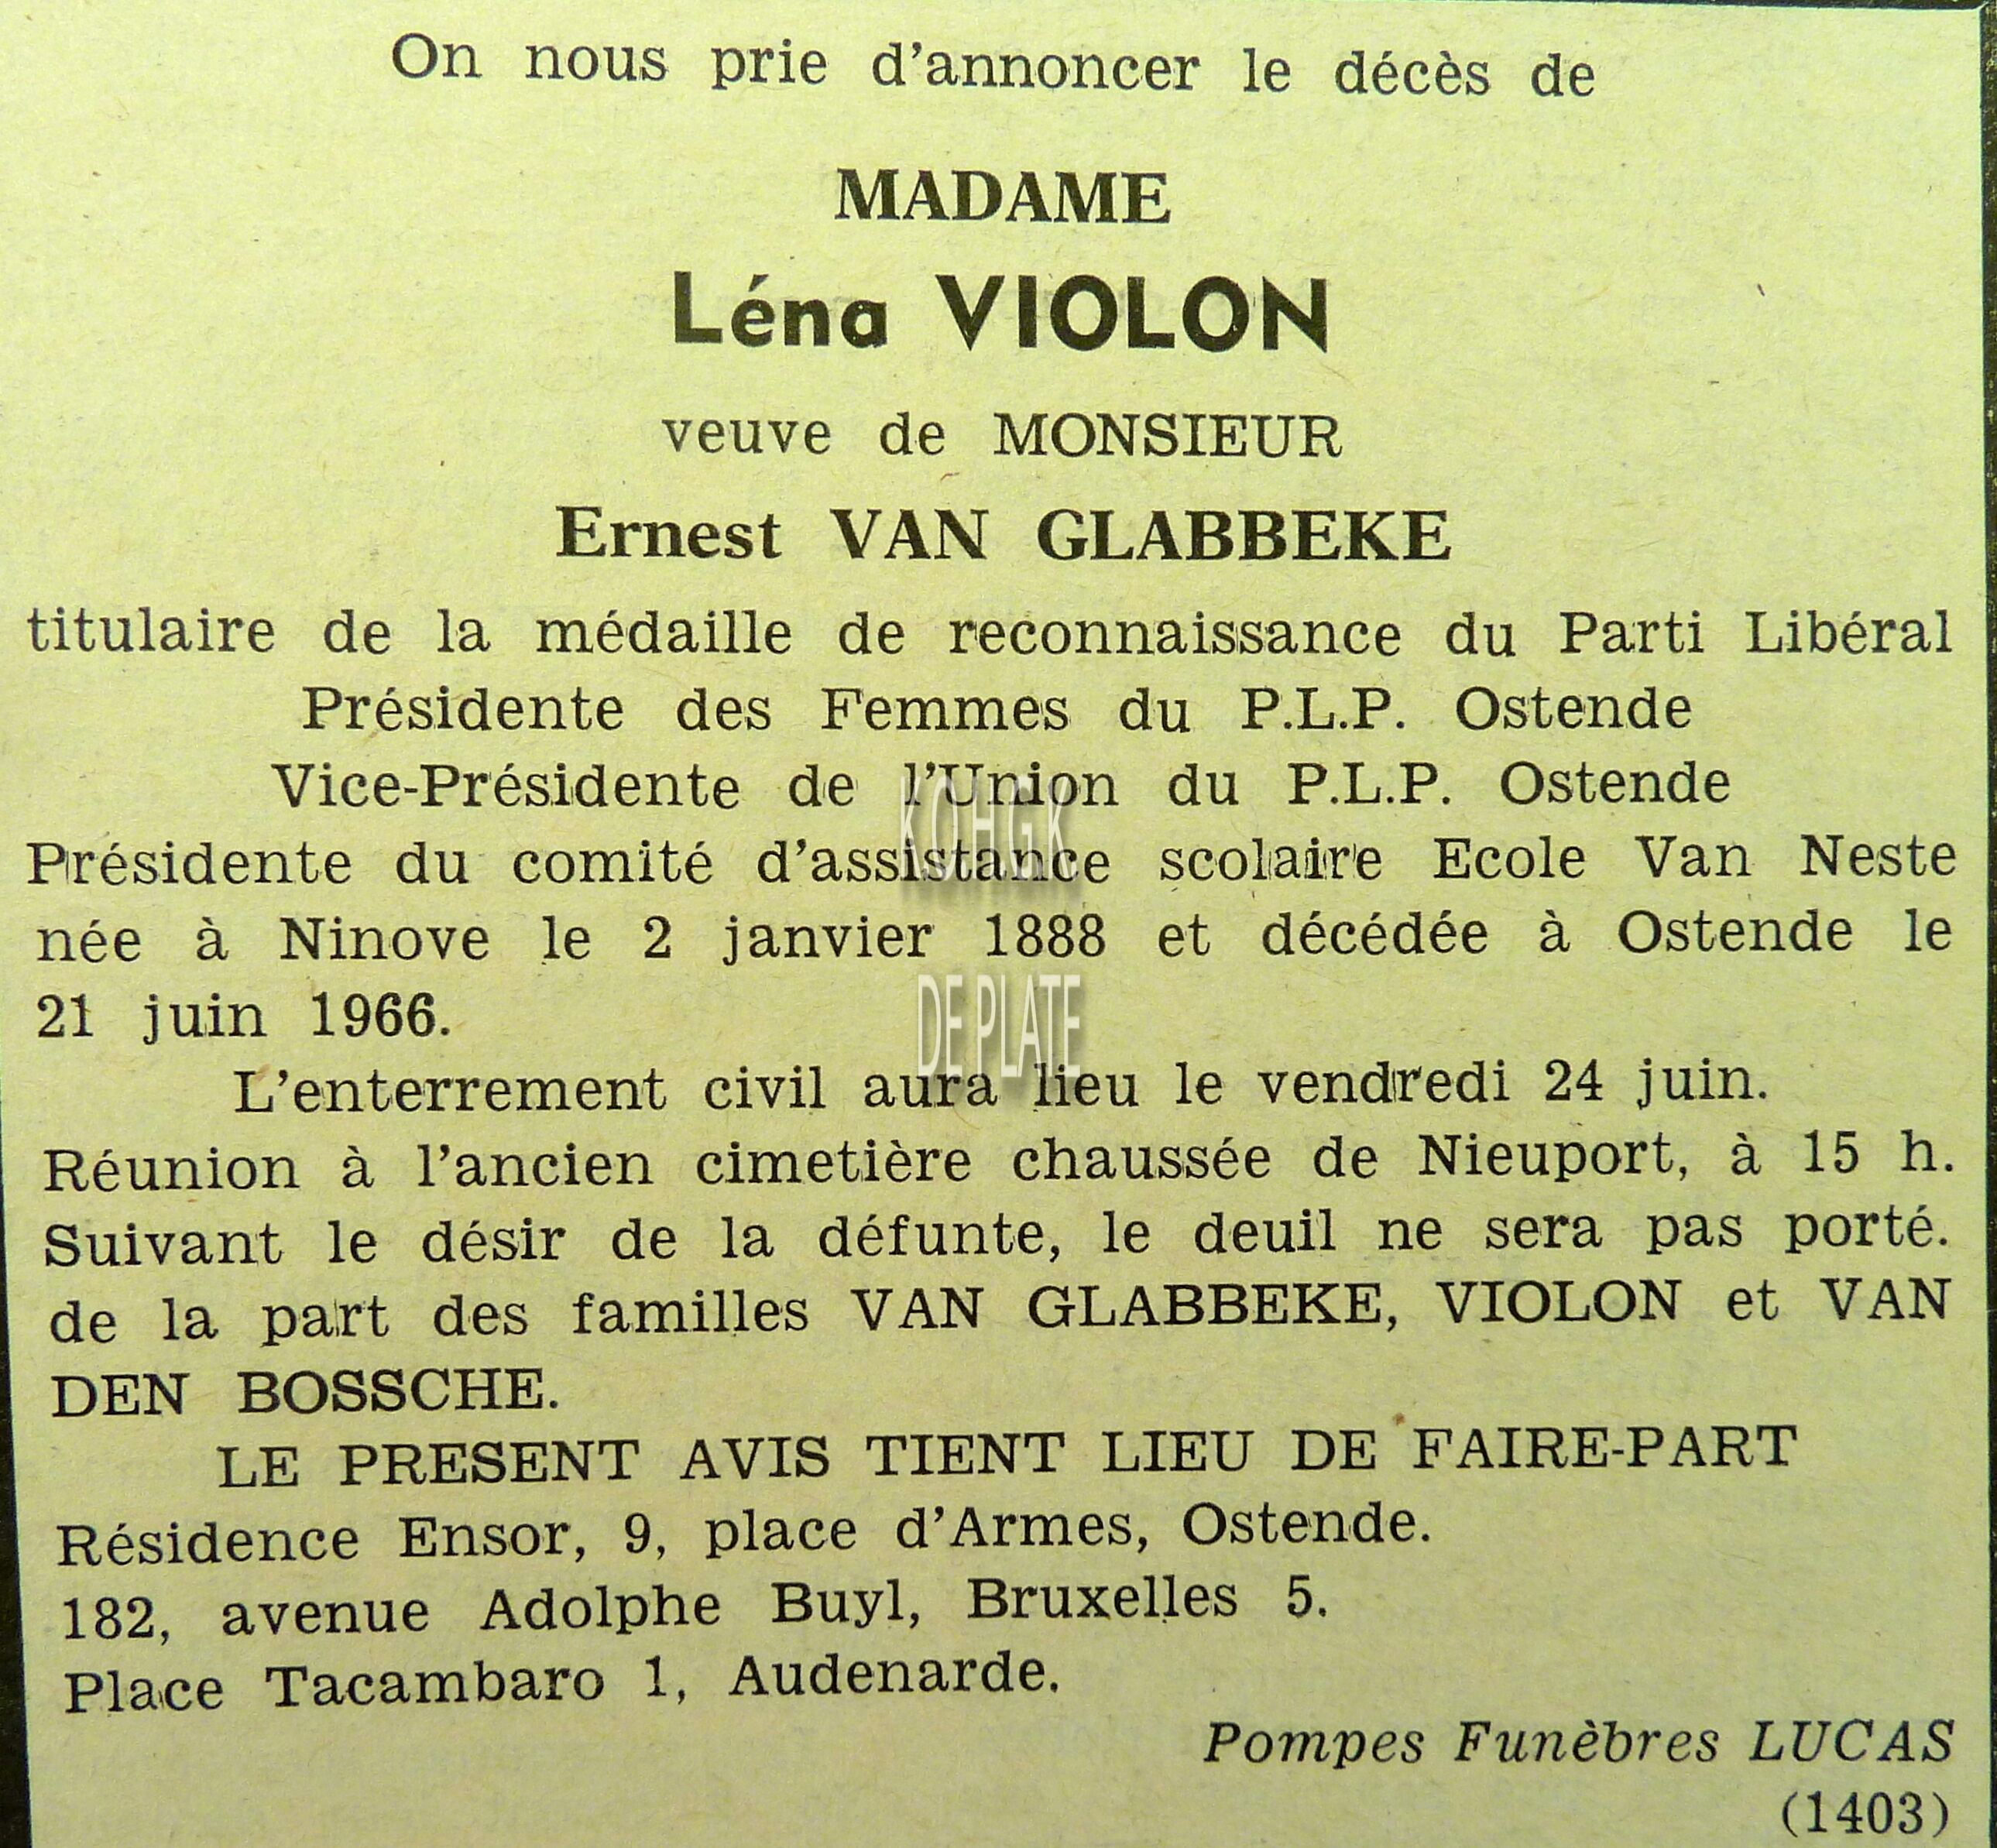 On nous prie d'annoncer le décès de
MADAME
Léna VIOLON
veuve de MONSIEUR
Ernest VAN GLABBEKE
titulaire de la médaille de reconnaissance du Parti Libéral
Présidente des Femmes du P.L.P. Ostende
Vice-Présidente de l'Union du P.L.P. Ostende
KOHGK
Présidente du comité d'assistance scolaire Ecole Van Neste
née à Ninove le 2 janvier 1888 et décédée à Ostende le
21 juin 1966.
DE PLATE
L'enterrement civil aura lieu le vendredi 24 juin.
Réunion à l'ancien cimetière chaussée de Nieuport, à 15 h.
Suivant le désir de la défunte, le deuil ne sera pas porté.
de la part des familles VAN GLABBEKE, VIOLON et VAN
DEN BOSSCHE.
LE PRESENT AVIS TIENT LIEU DE FAIRE-PART
Résidence Ensor, 9, place d'Armes, Ostende.
182, avenue Adolphe Buyl, Bruxelles 5.
Place Tacambaro 1, Audenarde.
Pompes Funèbres LUCAS
(1403)